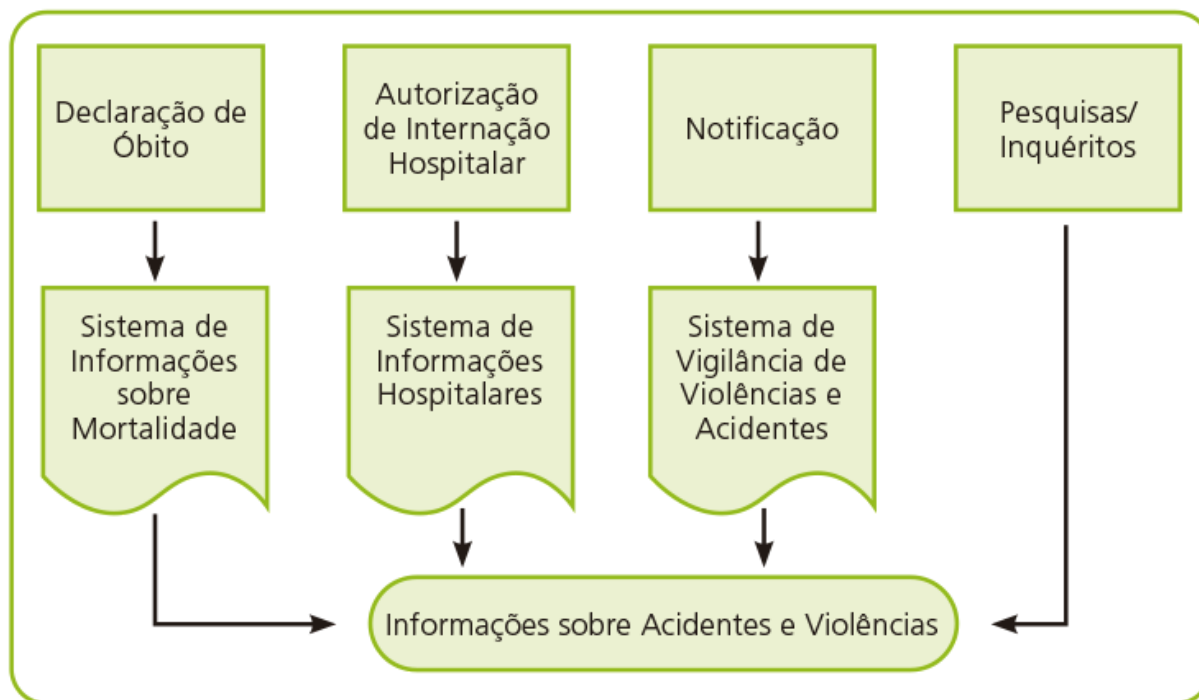 Declaração de
Óbito
Autorização
de Internação
Hospitalar
Notificação
Pesquisas/
Inquéritos
Sistema de
Informações
sobre
Mortalidade
Sistema de
Informações
Hospitalares
Sistema de
Vigilância de
Violências e
Acidentes
Informações sobre Acidentes e Violências